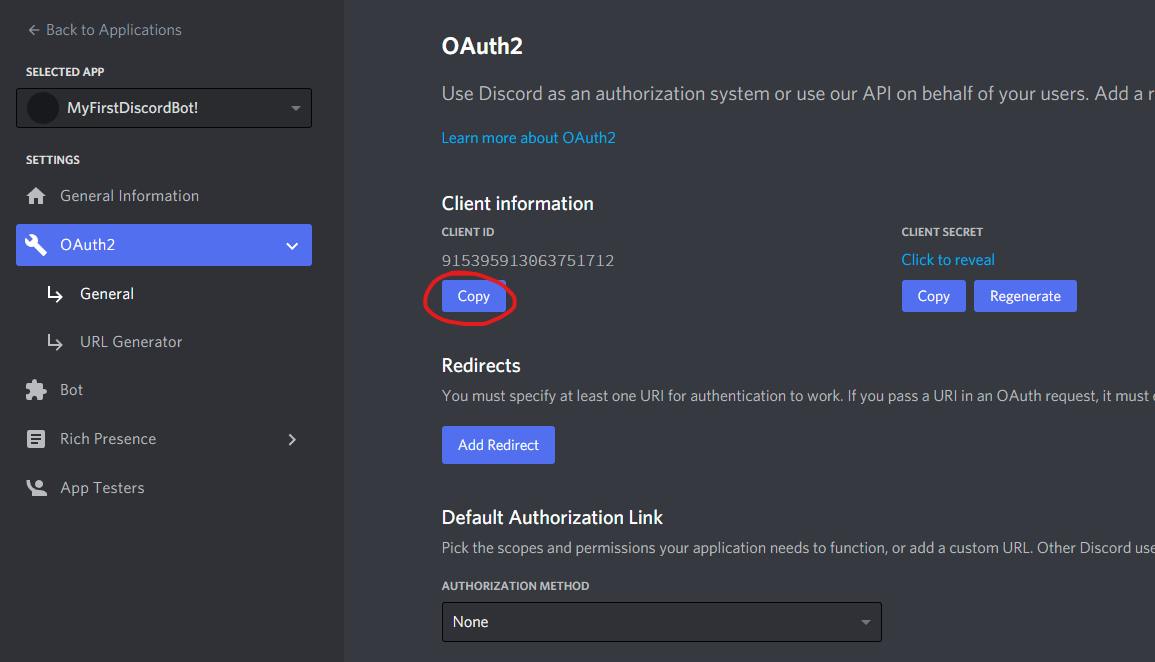 Back to Applications
SELECTED APP
MyFirstDiscordBot!
SETTINGS
General Information
OAuth2
General
URL Generator
Bot
Rich Presence
App Testers
OAuth2
Use Discord as an authorization system or use our API on behalf of your users. Add a r
Learn more about OAuth2
Client information
CLIENT ID
915395913063751712
Copy
CLIENT SECRET
Click to reveal
Copy Regenerate
Redirects
You must specify at least one URI for authentication to work. If you pass a URI in an OAuth request, it must e
Add Redirect
Default Authorization Link
Pick the scopes and permissions your application needs to function, or add a custom URL. Other Discord use
AUTHORIZATION METHOD
None